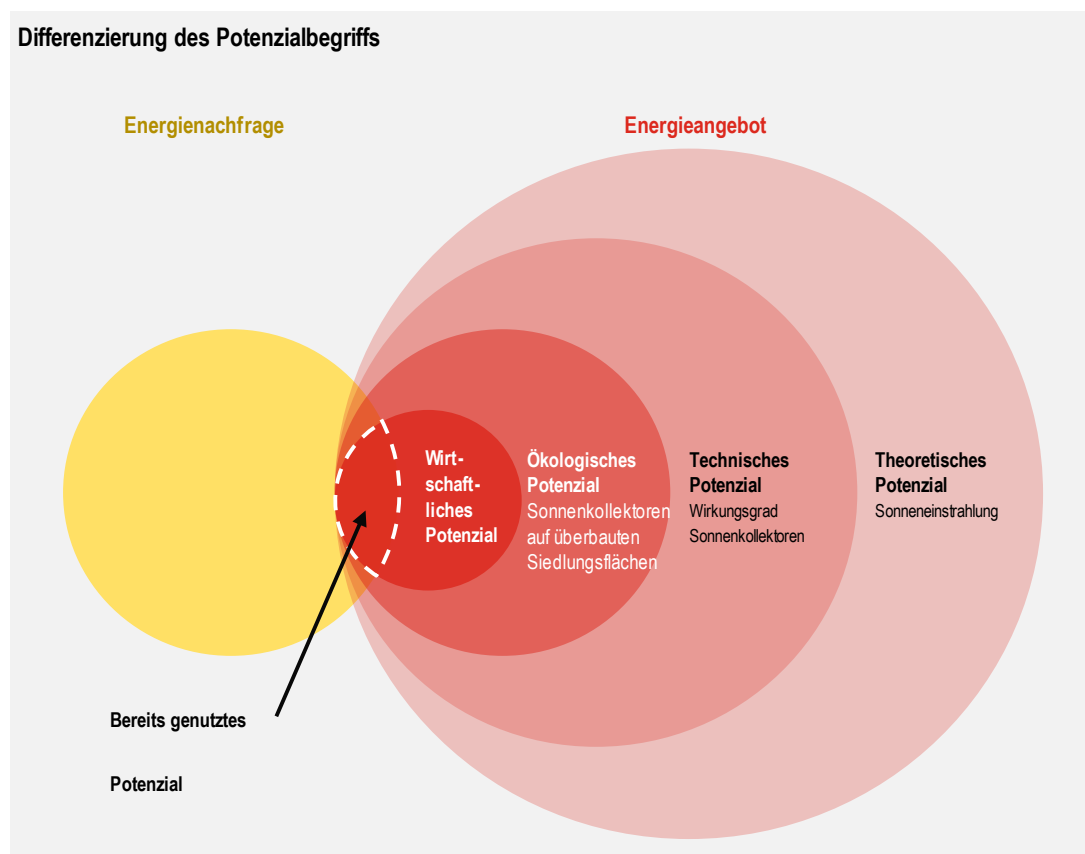 Differenzierung des Potenzialbegriffs
Energienachfrage
Energieangebot
Wirt-
schaft-
liches
Potenzial
Ökologisches
Potenzial
Sonnenkollektoren
auf überbauten
Siedlungsflächen
Technisches
Potenzial
Wirkungsgrad
Sonnenkollektoren
Theoretisches
Potenzial
Sonneneinstrahlung
Bereits genutztes
Potenzial